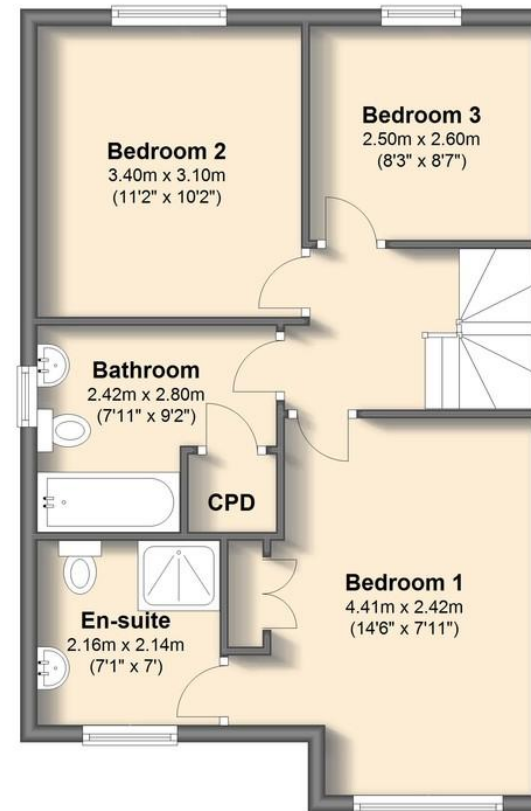 Bedroom 2
3.40m x 3.10m
(11'2" x 10'2")
Bedroom 3
2.50m x 2.60m
(8'3" x 8'7")
Bathroom
2.42m x 2.80m
(7'11" x 9'2")
CPD
Bedroom 1
4.41m x 2.42m
(14'6" x 7'11")
En-suite
2.16m x 2.14m
(7'1" x 7')